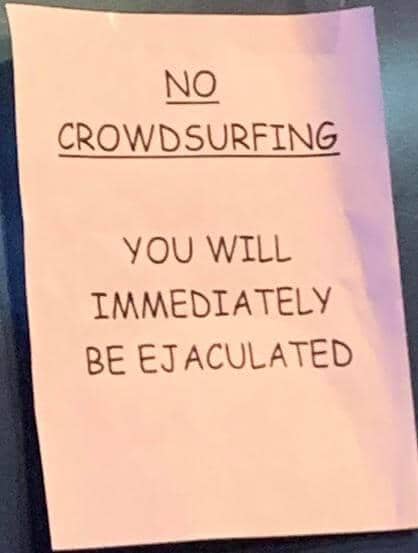 NO
CROWDSURFING
YOU WILL
IMMEDIATELY
BE EJACULATED